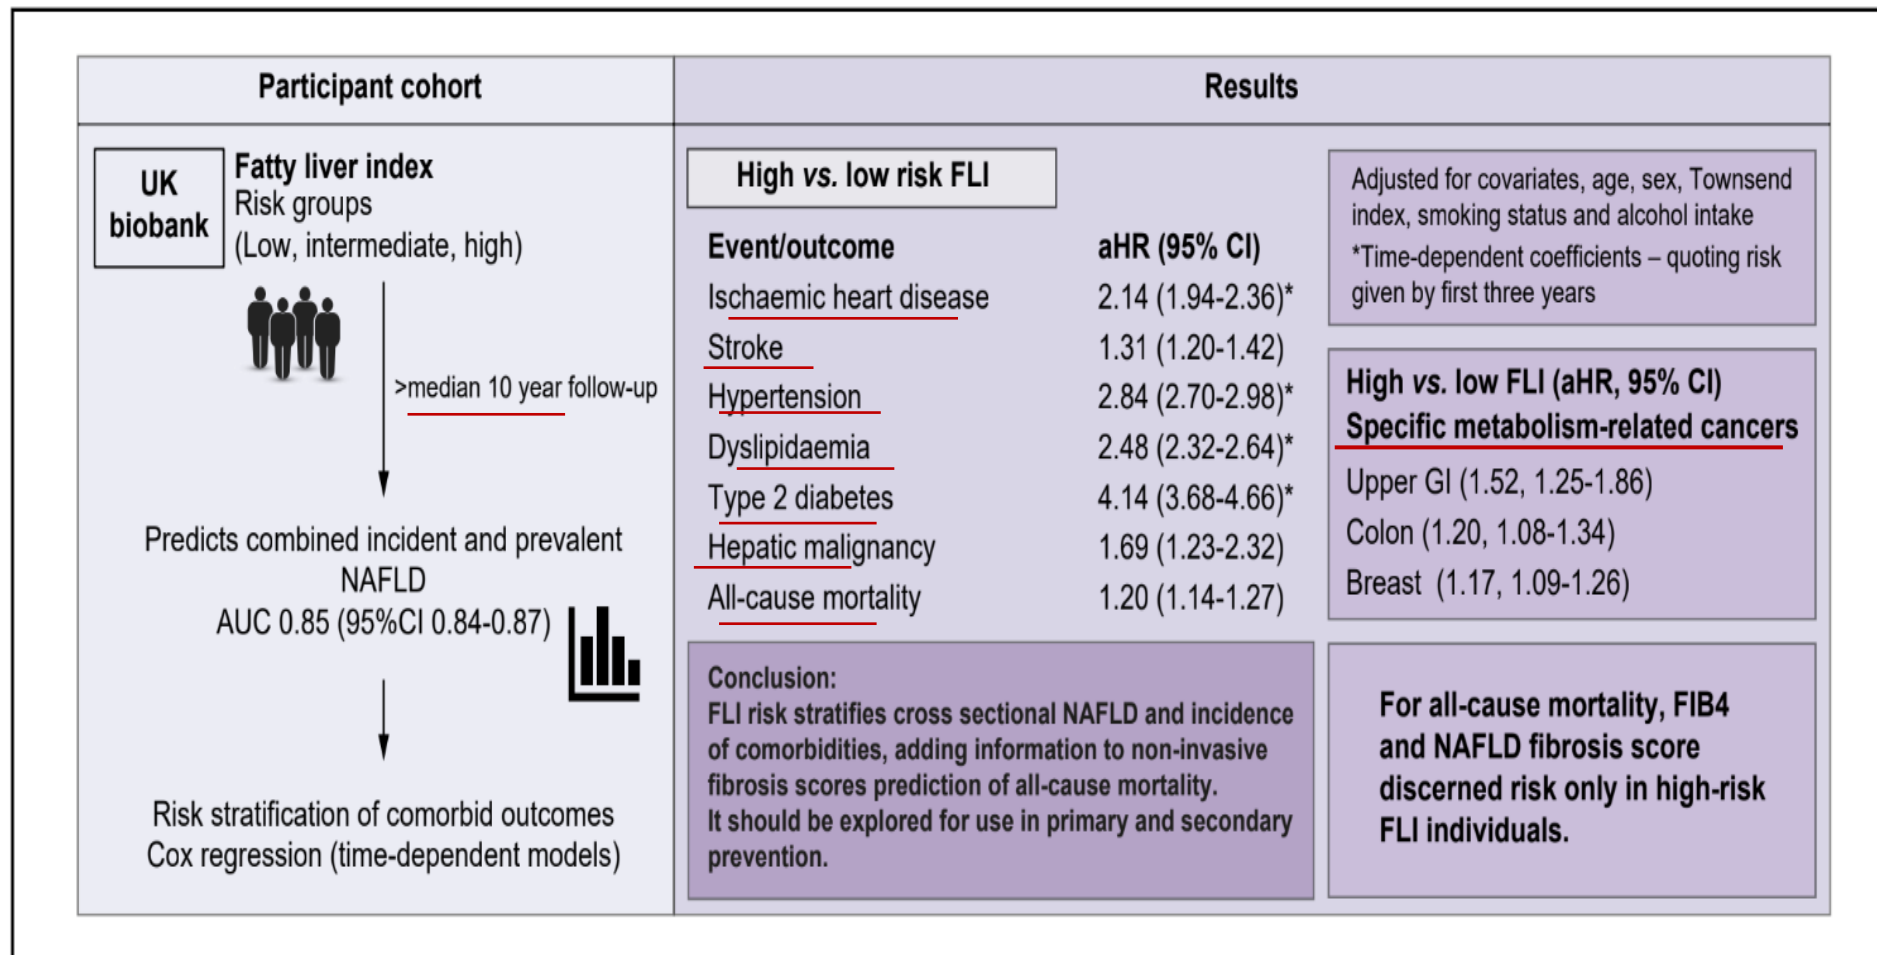 Participant cohort
UK
biobank
Fatty liver index
Risk groups
(Low, intermediate, high)
>median 10 year follow-up
Predicts combined incident and prevalent
NAFLD
AUC 0.85 (95%CI 0.84-0.87)
Risk stratification of comorbid outcomes
Cox regression (time-dependent models)
Results
High vs. low risk FLI
Event/outcome aHR (95% CI)
Ischaemic heart disease 2.14 (1.94-2.36)*
Stroke 1.31 (1.20-1.42)
Hypertension 2.84 (2.70-2.98)*
Dyslipidaemia 2.48 (2.32-2.64)*
Type 2 diabetes 4.14 (3.68-4.66)*
Hepatic malignancy 1.69 (1.23-2.32)
All-cause mortality 1.20 (1.14-1.27)
Conclusion:
FLI risk stratifies cross sectional NAFLD and incidence
of comorbidities, adding information to non-invasive
fibrosis scores prediction of all-cause mortality.
It should be explored for use in primary and secondary
prevention.
Adjusted for covariates, age, sex, Townsend
index, smoking status and alcohol intake
*Time-dependent coefficients – quoting risk
given by first three years
High vs. low FLI (aHR, 95% CI)
Specific metabolism-related cancers
Upper GI (1.52, 1.25-1.86)
Colon (1.20, 1.08-1.34)
Breast (1.17, 1.09-1.26)
For all-cause mortality, FIB4
and NAFLD fibrosis score
discerned risk only in high-risk
FLI individuals.